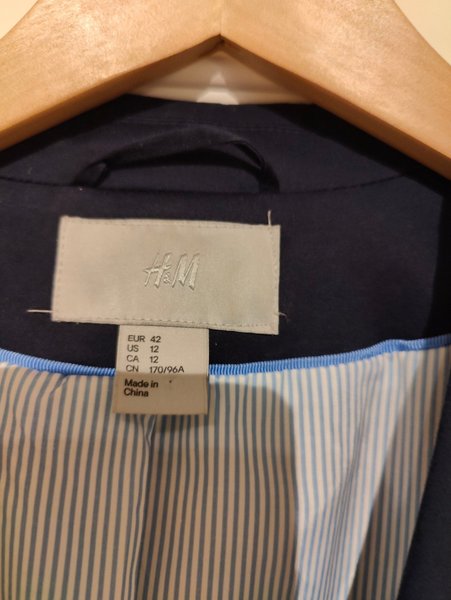 H&M
EUR 42
US 12
CA 12
CN 170/96A
Made in
China